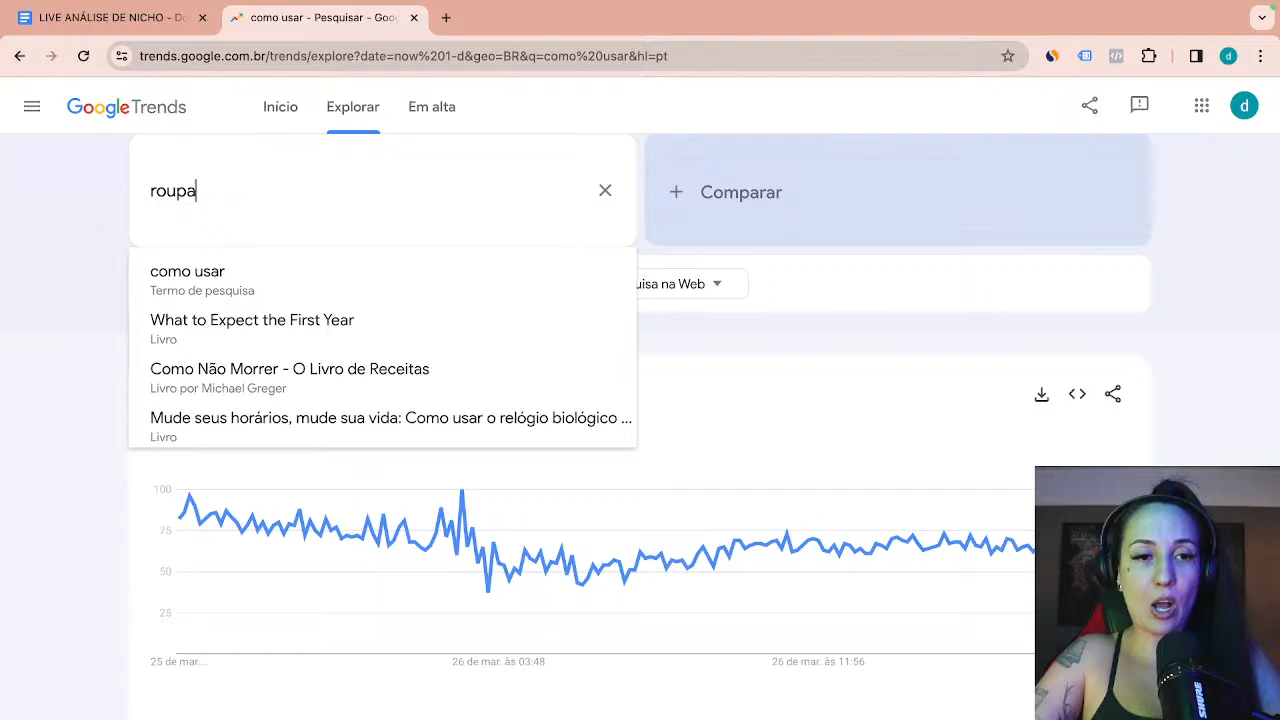 LIVE ANÁLISE DE NICHO - Do
como usar - Pesquisar - Goo
trends.google.com.br/trends/explore?date=now%201-d&geo=BR&q=como%20usar&hl=pt
d
GoogleTrends
Início
Explorar
Em alta
d
roupa
Comparar
como usar
Termo de pesquisa
What to Expect the First Year
Livro
uisa na Web
Como Não Morrer - O Livro de Receitas
Livro por Michael Greger
Mude seus horários, mude sua vida: Como usar o relógio biológico ...
Livro
100
75
50
25
25 de mar....
26 de mar. às 03:48
26 de mar. às 11:56
SHURE